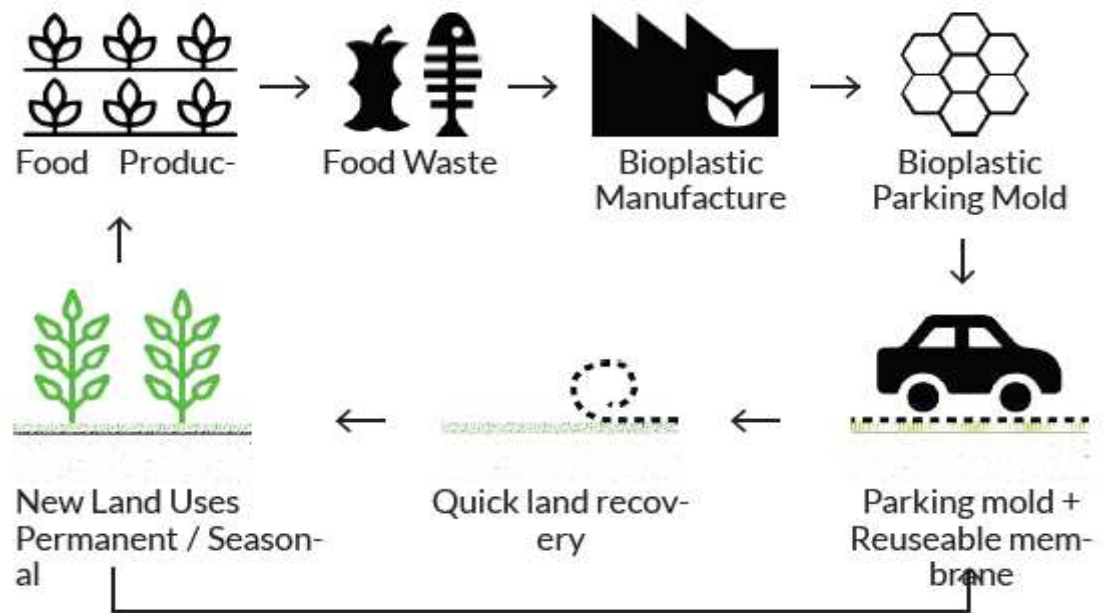 Food Produc-
Food Waste
Bioplastic
Manufacture
Bioplastic
Parking Mold
New Land Uses
Permanent / Season-
al
Quick land recov-
ery
Parking mold +
Reuseable mem-
brane